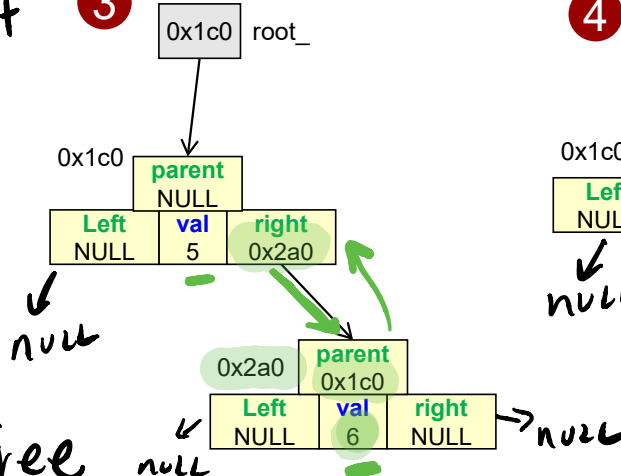 3
4
0x1c0 root_
0x1c0
parent
NULL
Left val right
NULL 5 0x2a0
null
0x2a0
parent
0x1c0
Left val right
NULL 6 NULL
null
null
0x1c0
Lef
NUL
null